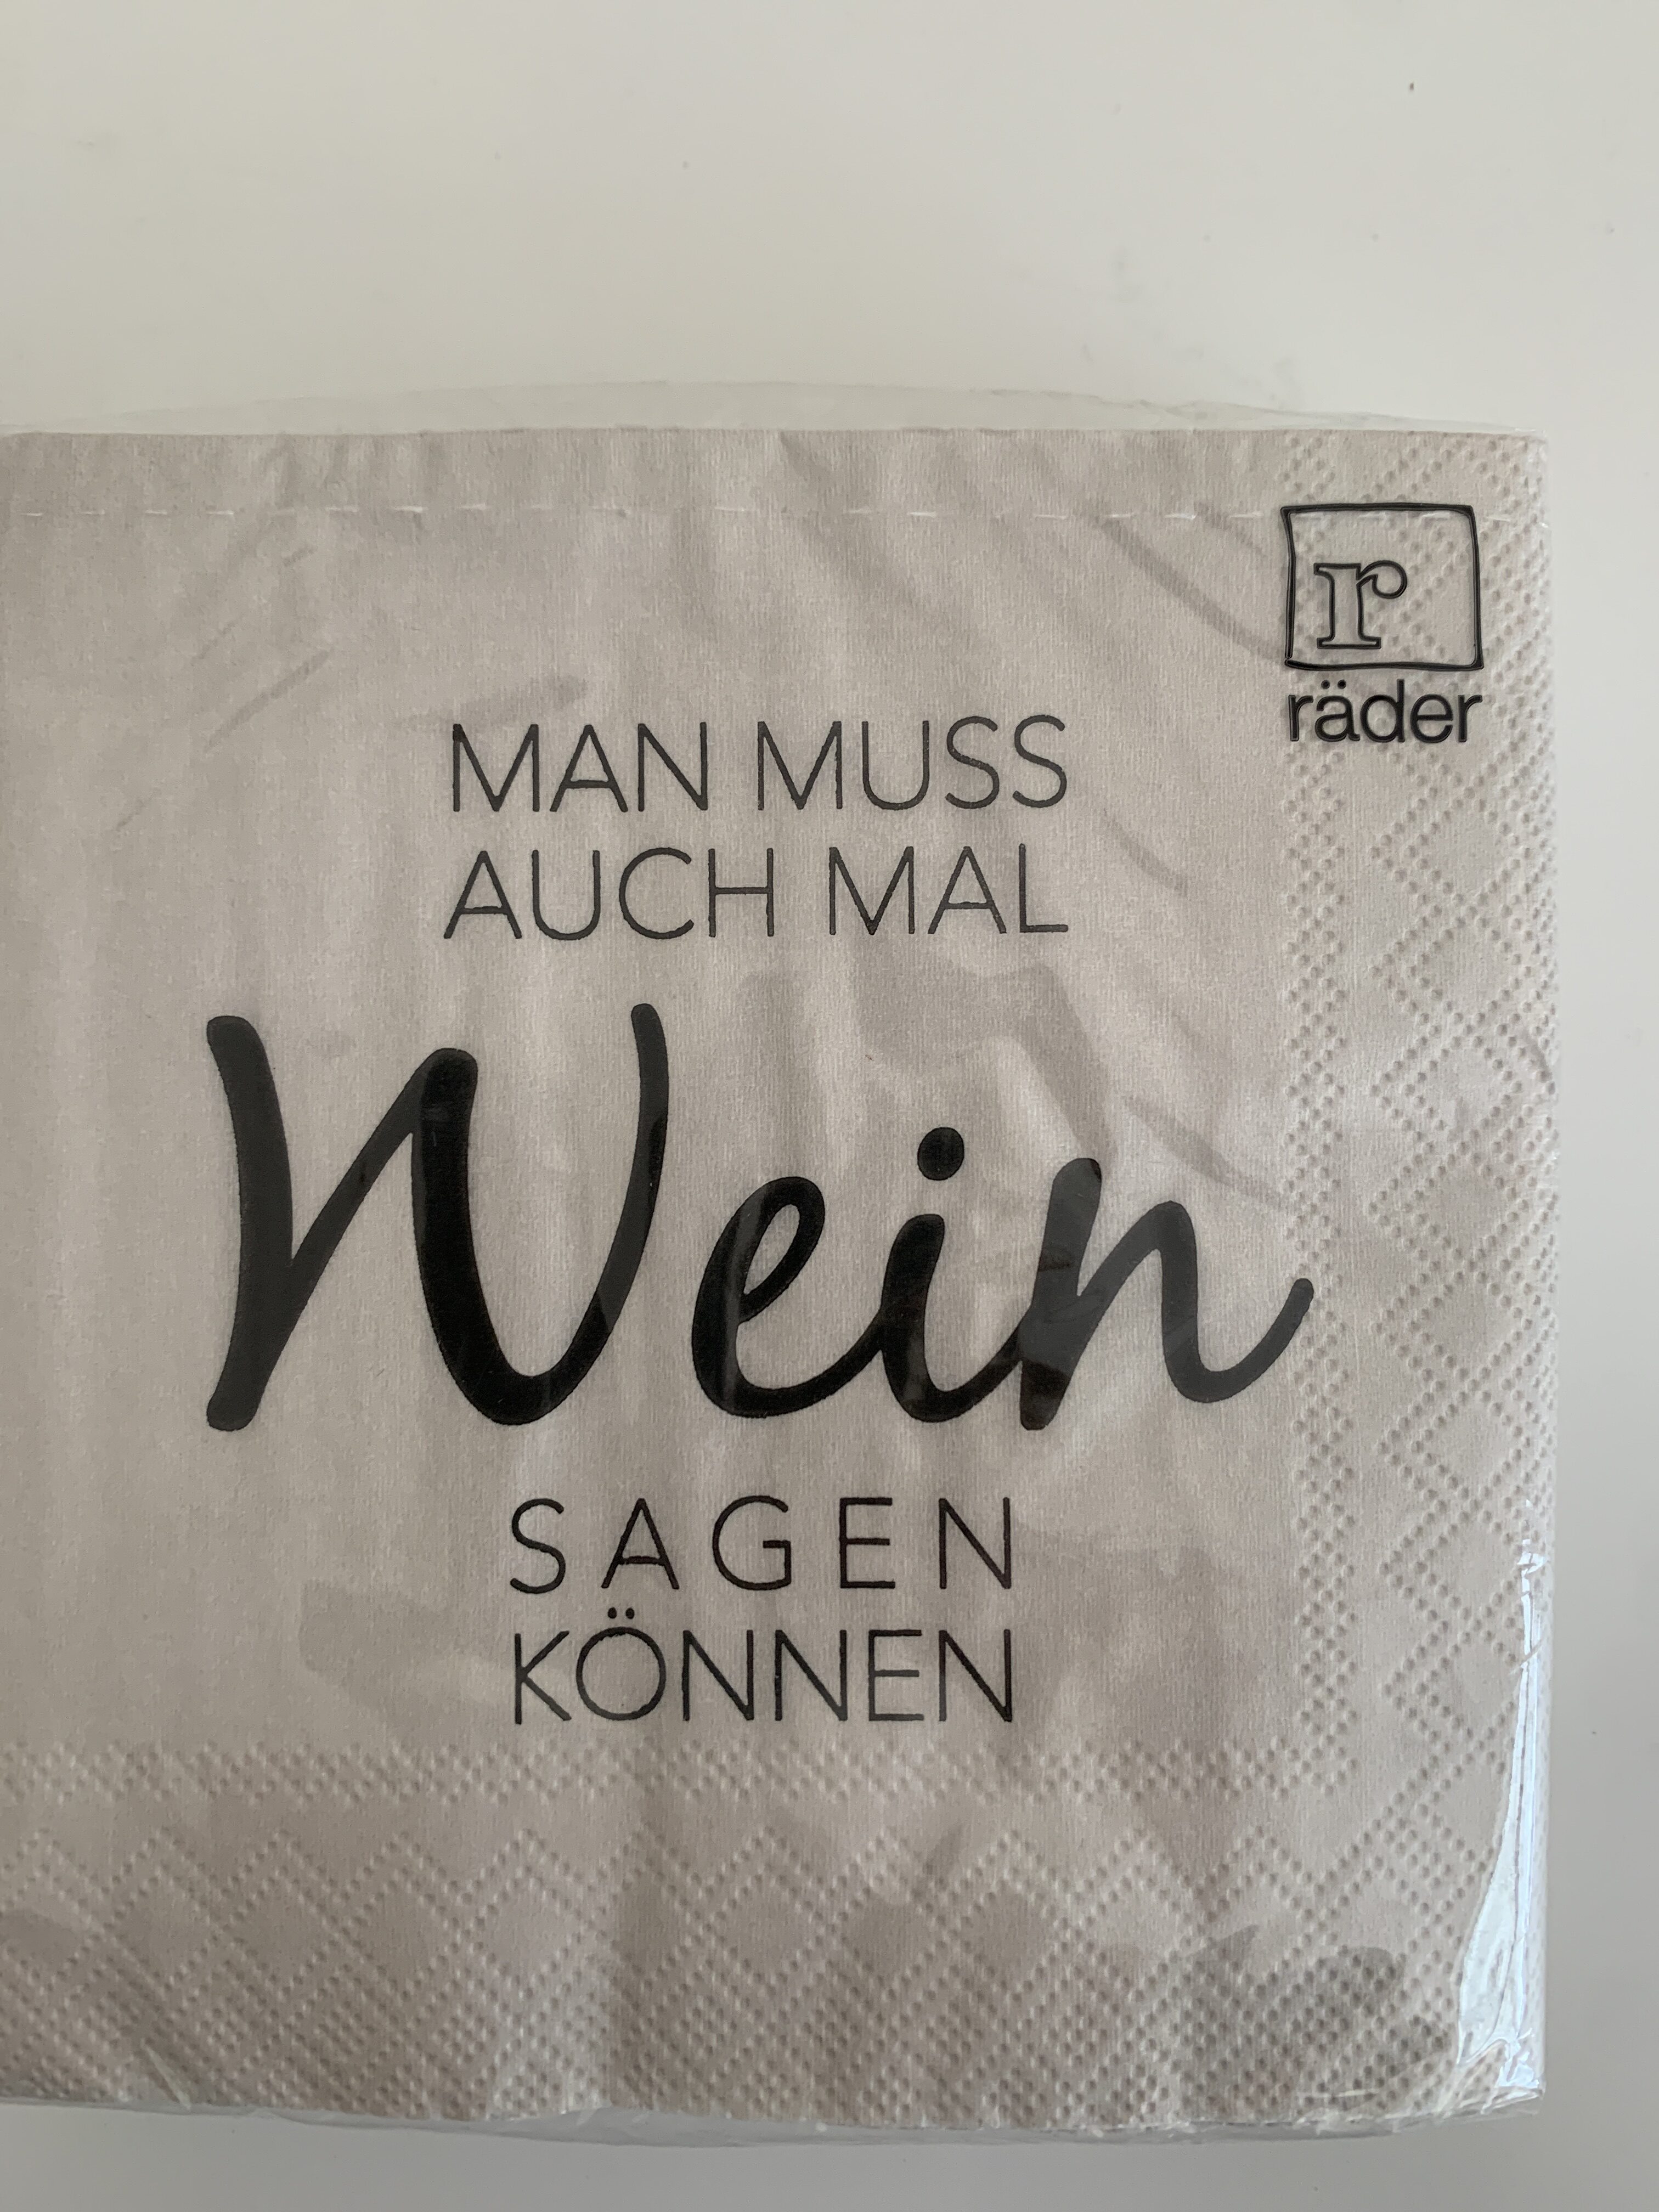 r
räder
MAN MUSS
AUCH MAL
Wein
SAGEN
KÖNNEN